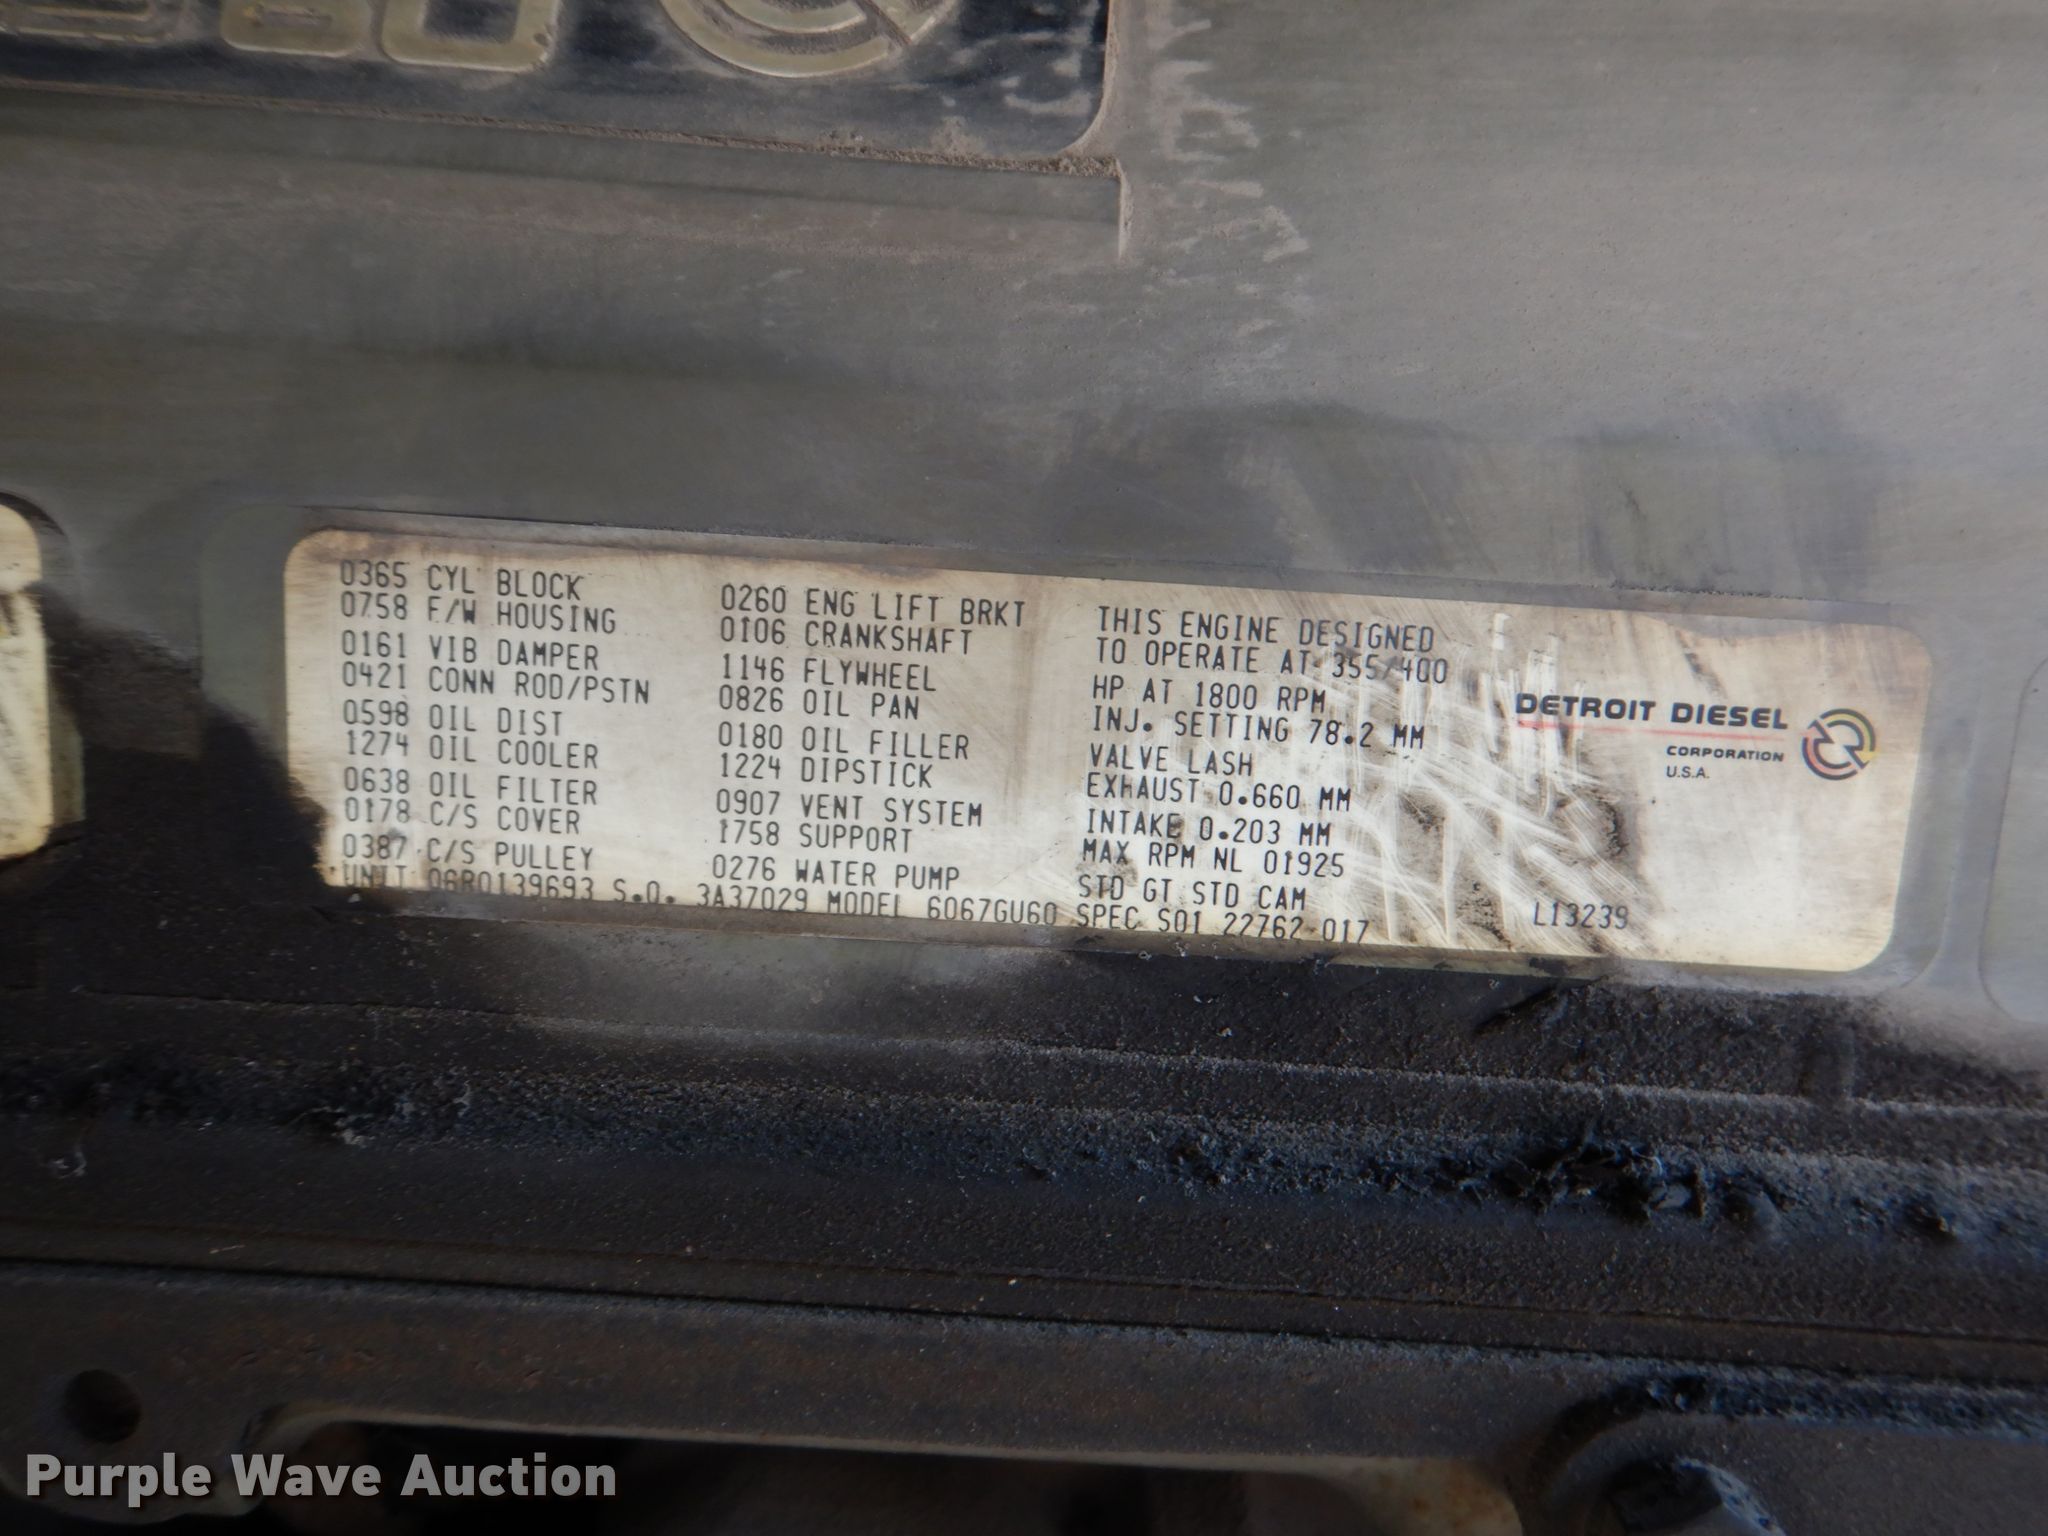 0365 CYL BLOCK
0758 F/W HOUSING
0161 VIB DAMPER
0421 CONN ROD/PSTN
0598 OIL DIST
1274 OIL COOLER
0638 OIL FILTER
0178 C/S COVER
0387 C/S PULLEY
0260 ENG LIFT BRKT
0106 CRANKSHAFT
1146 FLYWHEEL
0826 OIL PAN
0180 OIL FILLER
1224 DIPSTICK
0907 VENT SYSTEM
1758 SUPPORT
0276 WATER PUMP
THIS ENGINE DESIGNED
TO OPERATE AT 355/400
HP AT 1800 RPM
INJ. SETTING 78.2 MM
VALVE LASH
EXHAUST 0.660 MM
INTAKE 0.203 MM
MAX RPM NL 01925
STD GT STD CAM
UNIT 06R0139693 S.O. 3A37029 MODEL 6067GU60 SPEC S01 22762 017
DETROIT DIESEL
CORPORATION
U.S.A.
L13239
Purple Wave Auction